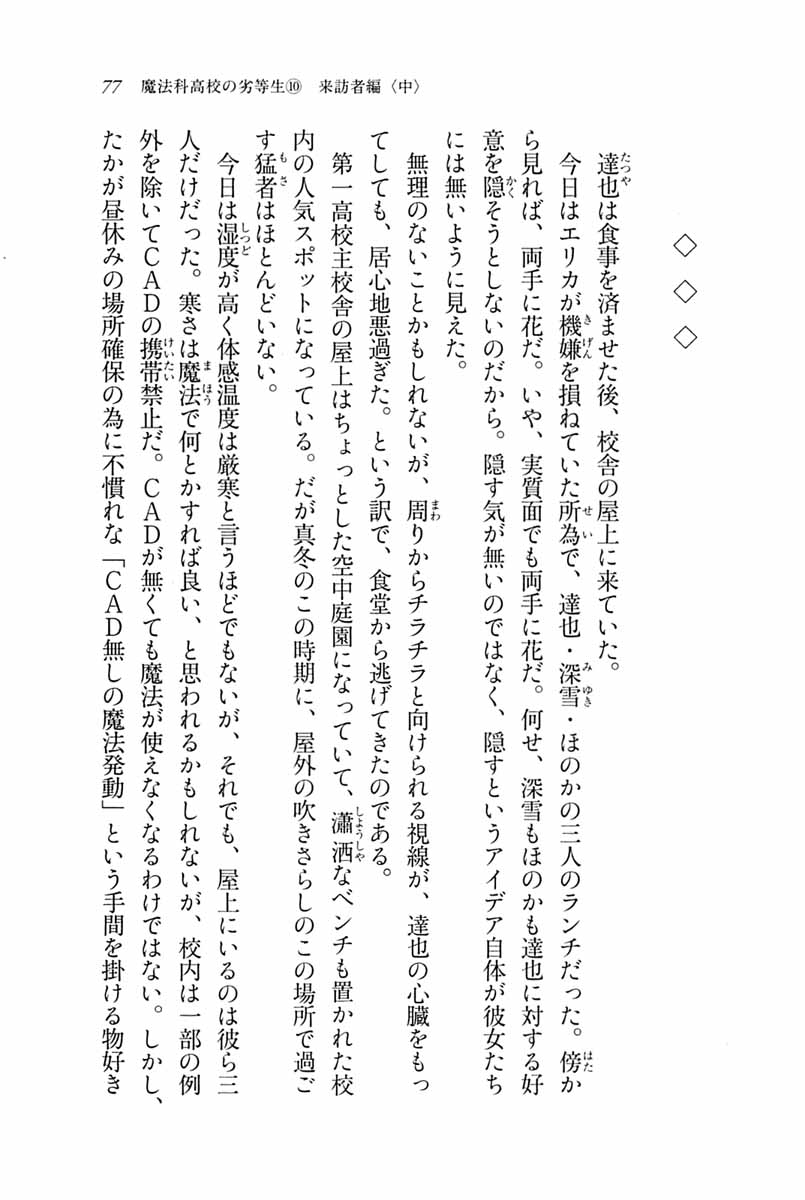 77　魔法科高校の劣等生⑩　来訪者編〈中〉
◇　◇　◇
達也は食事を済ませた後、校舎の屋上に来ていた。
今日はエリカが機嫌を損ねていた所為で、達也・深雪・ほのかの三人のランチだった。傍か
ら見れば、両手に花だ。いや、実質面でも両手に花だ。何せ、深雪もほのかも達也に対する好
意を隠そうとしないのだから。隠す気が無いのではなく、隠すというアイデア自体が彼女たち
には無いように見えた。
無理のないことかもしれないが、周りからチラチラと向けられる視線が、達也の心臓をもっ
てしても、居心地悪過ぎた。という訳で、食堂から逃げてきたのである。
第一高校主校舎の屋上はちょっとした空中庭園になっていて、瀟洒なベンチも置かれた校
内の人気スポットになっている。だが真冬のこの時期に、屋外の吹きさらしのこの場所で過ご
す猛者はほとんどいない。
今日は湿度が高く体感温度は厳寒と言うほどでもないが、それでも、屋上にいるのは彼ら三
人だけだった。寒さは魔法で何とかすれば良い、と思われるかもしれないが、校内は一部の例
外を除いてＣＡＤの携帯禁止だ。ＣＡＤが無くても魔法が使えなくなるわけではない。しかし、
たかが昼休みの場所確保の為に不慣れな「ＣＡＤ無しの魔法発動」という手間を掛ける物好き